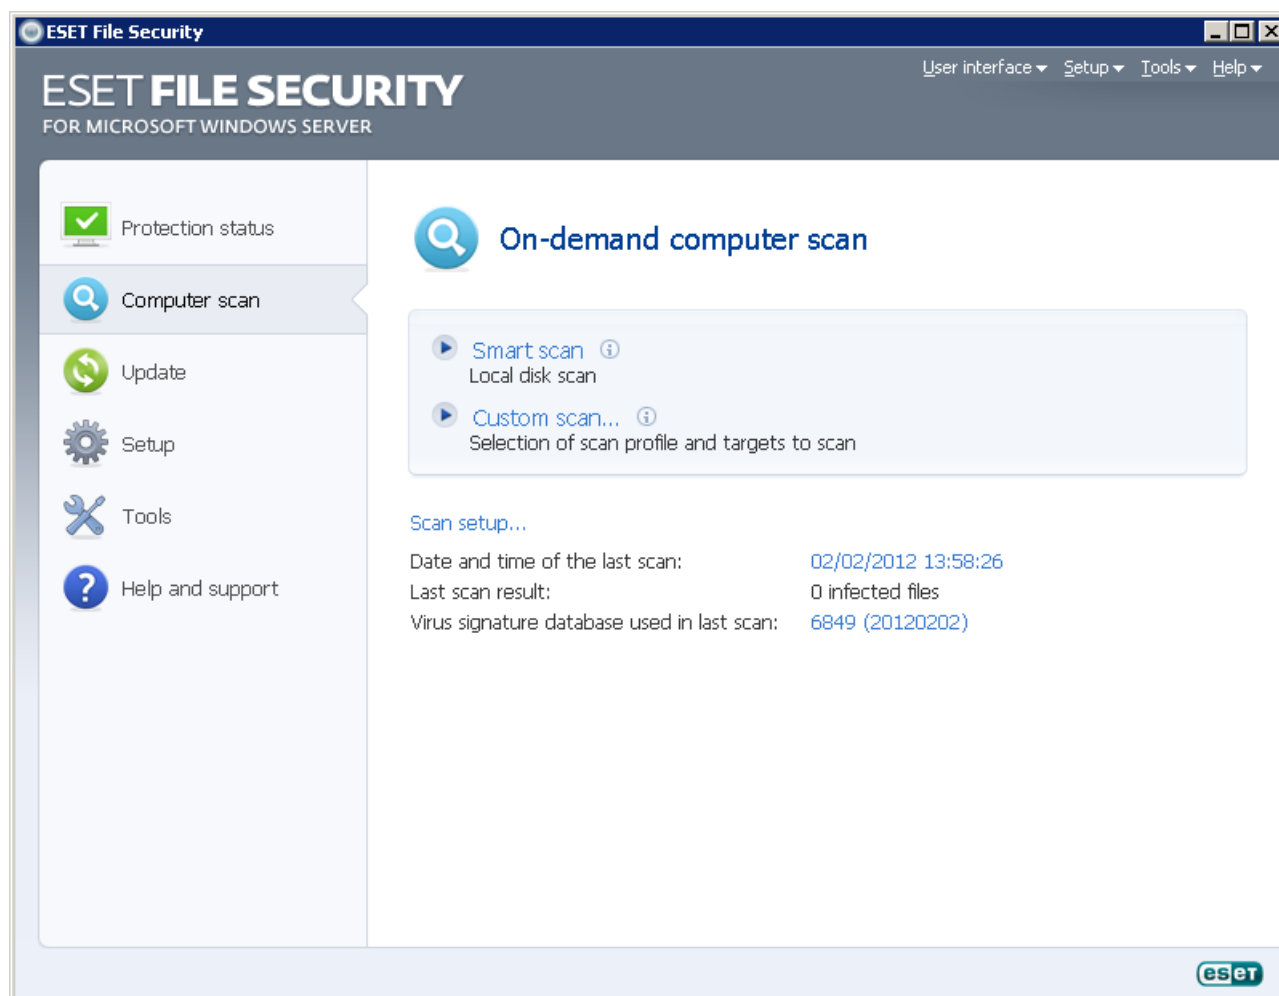 ESET File Security
User interface Setup Tools Help
ESET FILE SECURITY
FOR MICROSOFT WINDOWS SERVER
Protection status
Computer scan
Update
Setup
Tools
Help and support
On-demand computer scan
Smart scan
Local disk scan
Custom scan...
Selection of scan profile and targets to scan
Scan setup...
Date and time of the last scan: 02/02/2012 13:58:26
Last scan result: 0 infected files
Virus signature database used in last scan: 6849 (20120202)
eseT